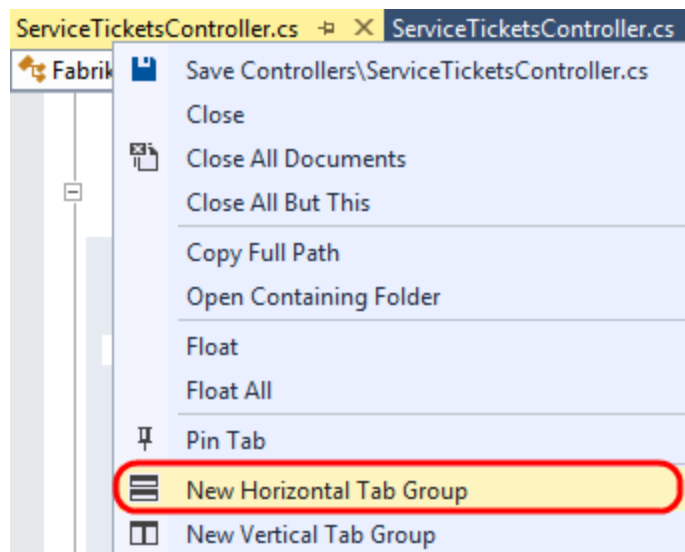 ServiceTicketsController.cs ServiceTicketsController.cs
Fabrik
Save Controllers\ServiceTicketsController.cs
Close
Close All Documents
Close All But This
Copy Full Path
Open Containing Folder
Float
Float All
Pin Tab
New Horizontal Tab Group
New Vertical Tab Group